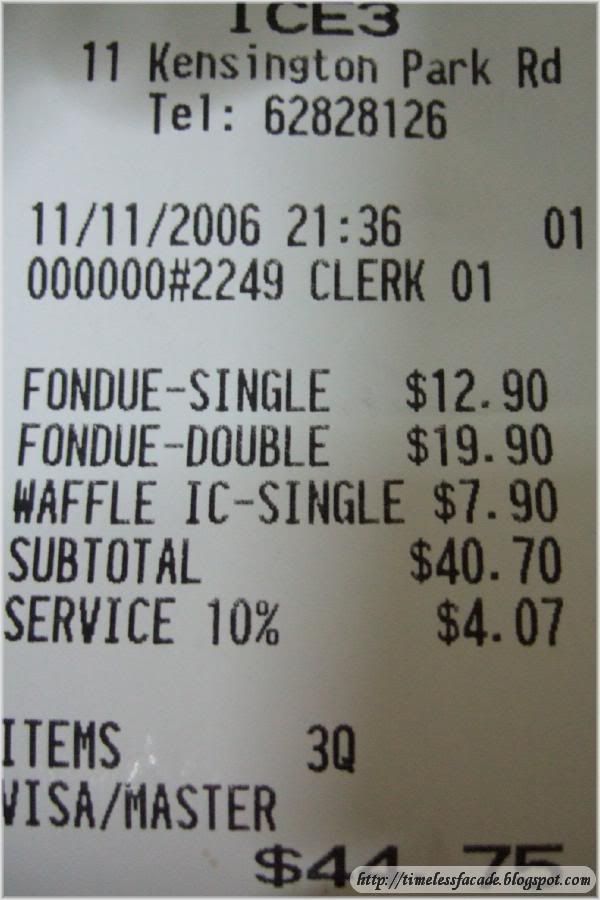 ICE3
11 Kensington Park Rd
Tel: 62828126
11/11/2006 21:36 01
000000#2249 CLERK 01
FONDUE-SINGLE $12.90
FONDUE-DOUBLE $19.90
WAFFLE IC-SINGLE $7.90
SUBTOTAL $40.70
SERVICE 10% $4.07
ITEMS 3Q
VISA/MASTER
$44.75
http://timelessfacade.blogspot.com